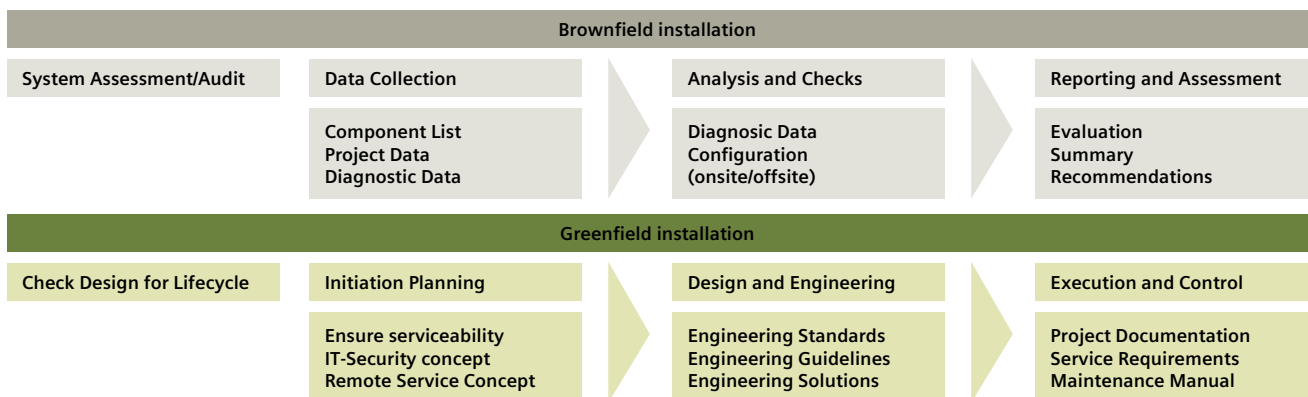 Brownfield installation
System Assessment/Audit
Data Collection
Analysis and Checks
Reporting and Assessment
Component List
Project Data
Diagnostic Data
Diagnosic Data
Configuration
(onsite/offsite)
Evaluation
Summary
Recommendations
Greenfield installation
Check Design for Lifecycle
Initiation Planning
Design and Engineering
Execution and Control
Ensure serviceability
IT-Security concept
Remote Service Concept
Engineering Standards
Engineering Guidelines
Engineering Solutions
Project Documentation
Service Requirements
Maintenance Manual